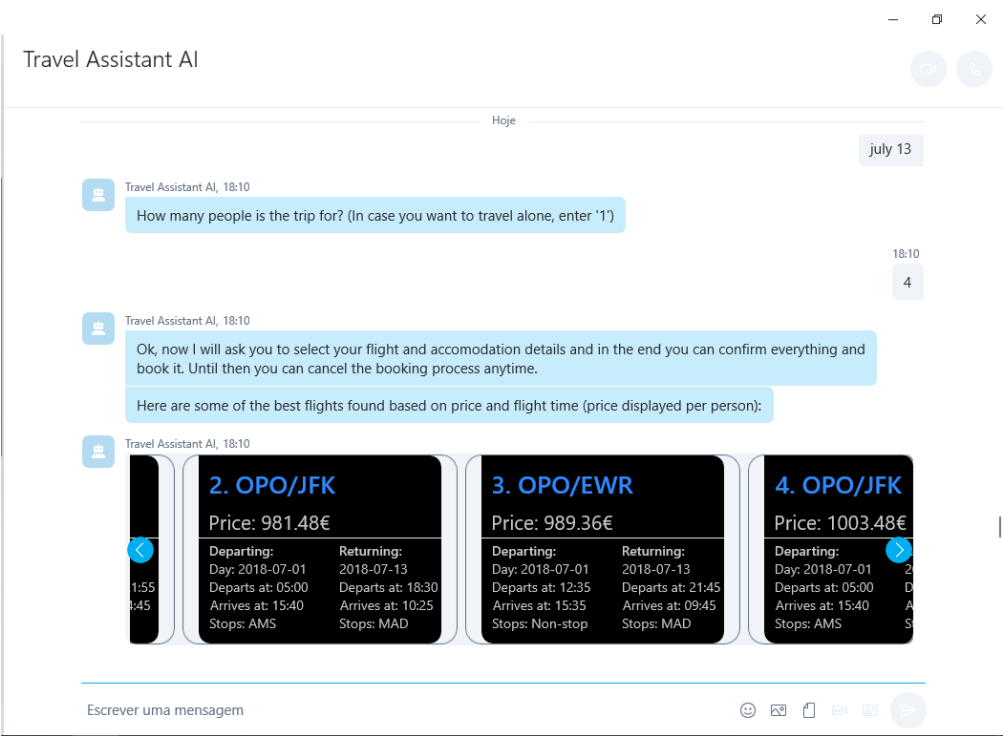 Travel Assistant AI
Hoje
july 13
Travel Assistant AI, 18:10
How many people is the trip for? (In case you want to travel alone, enter '1')
18:10
4
Travel Assistant AI, 18:10
Ok, now I will ask you to select your flight and accomodation details and in the end you can confirm everything and
book it. Until then you can cancel the booking process anytime.
Here are some of the best flights found based on price and flight time (price displayed per person):
Travel Assistant AI, 18:10
1:55
4:45
2. OPO/JFK
Price: 981.48€
Departing: Returning:
Day: 2018-07-01 2018-07-13
Departs at: 05:00 Departs at: 18:30
Arrives at: 15:40 Arrives at: 10:25
Stops: AMS Stops: MAD
3. OPO/EWR
Price: 989.36€
Departing: Returning:
Day: 2018-07-01 2018-07-13
Departs at: 12:35 Departs at: 21:45
Arrives at: 15:35 Arrives at: 09:45
Stops: Non-stop Stops: MAD
4. OPO/JFK
Price: 1003.48€
Departing:
Day: 2018-07-01
Departs at: 05:00
Arrives at: 15:40
Stops: AMS
Escrever uma mensagem